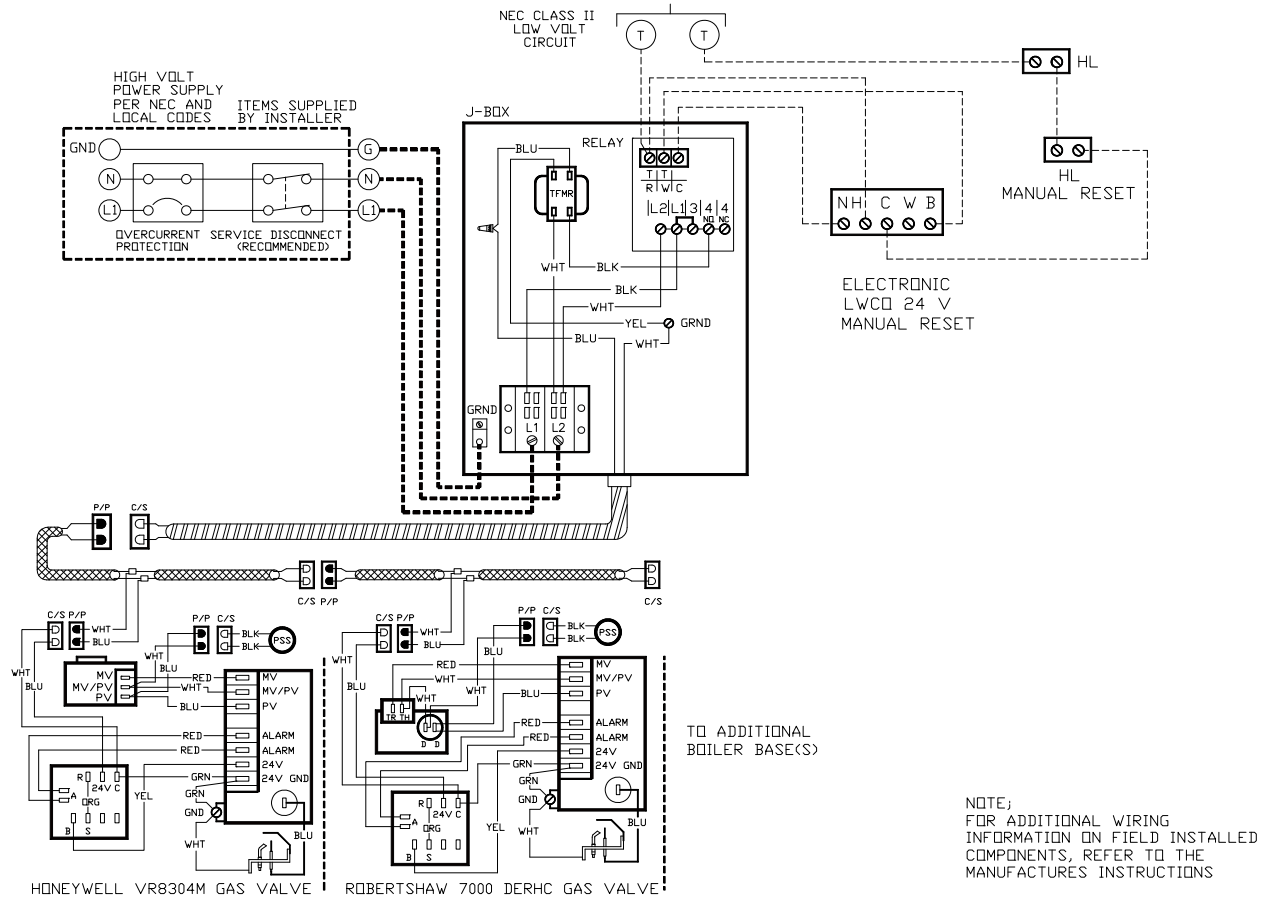 NEC CLASS II
LOW VOLT
CIRCUIT
T
T
HL
HIGH VOLT
POWER SUPPLY
PER NEC AND
LOCAL CODES
ITEMS SUPPLIED
BY INSTALLER
GND
G
N
N
L1
L1
OVERCURRENT
PROTECTION
SERVICE DISCONNECT
(RECOMMENDED)
J-BOX
RELAY
BLU
TFMR
T T
R W C
L2 L1 3 4 4
NO NC
WHT
BLK
BLK
WHT
YEL
GRND
BLU
WHT
GRND
L1 L2
HL
MANUAL RESET
NH C W B
ELECTRONIC
LWCO 24 V
MANUAL RESET
P/P
C/S
C/S P/P
C/S
C/S P/P
WHT
BLU
P/P C/S
BLK
BLK
PSS
WHT
BLU
WHT
BLU
MV
MV/PV
PV
RED
WHT
BLU
MV
MV/PV
PV
RED
RED
ALARM
ALARM
24V
24V GND
GRN
GRN
GND
YEL
R
24V C
A
ORG
B S
WHT
BLU
HONEYWELL VR8304M GAS VALVE
C/S P/P
WHT
BLU
P/P C/S
BLK
BLK
PSS
WHT
BLU
BLU
WHT
RED
WHT
WHT
BLU
TR TH
D D
MV
MV/PV
PV
RED
RED
ALARM
ALARM
24V
24V GND
GRN
GRN
GND
YEL
R
24V C
A
ORG
B S
WHT
BLU
ROBERTSHAW 7000 DERHC GAS VALVE
TO ADDITIONAL
BOILER BASE(S)
NOTE;
FOR ADDITIONAL WIRING
INFORMATION ON FIELD INSTALLED
COMPONENTS, REFER TO THE
MANUFACTURES INSTRUCTIONS